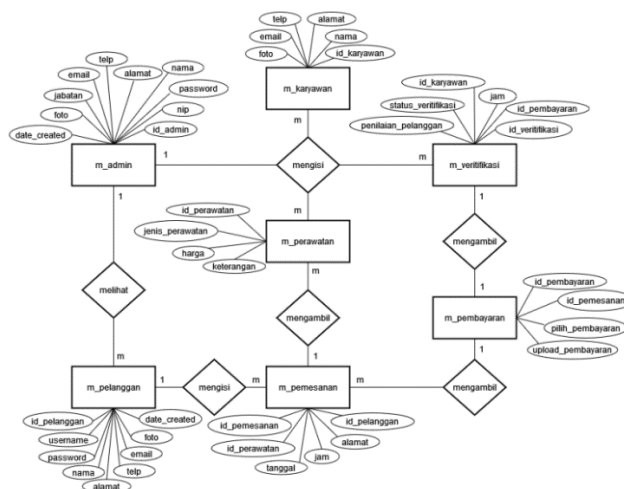 telp
alamat
email
nama
foto
id_karyawan
m_karyawan
m
telp
email
alamat
nama
jabatan
password
foto
nip
date_created
id_admin
m_admin
1
mengisi
m
m
id_karyawan
status_veritifikasi
jam
penilaian_pelanggan
id_pembayaran
id_veritifikasi
m_veritifikasi
1
1
id_perawatan
jenis_perawatan
harga
keterangan
m_perawatan
m
mengambil
1
melihat
m
mengambil
1
id_pembayaran
id_pemesanan
pilih_pembayaran
upload_pembayaran
m_pembayaran
1
mengambil
m
m_pelanggan
1
mengisi
m
m_pemesanan
id_pelanggan
date_created
username
foto
password
email
nama
telp
alamat
id_pemesanan
id_pelanggan
id_perawatan
alamat
tanggal
jam